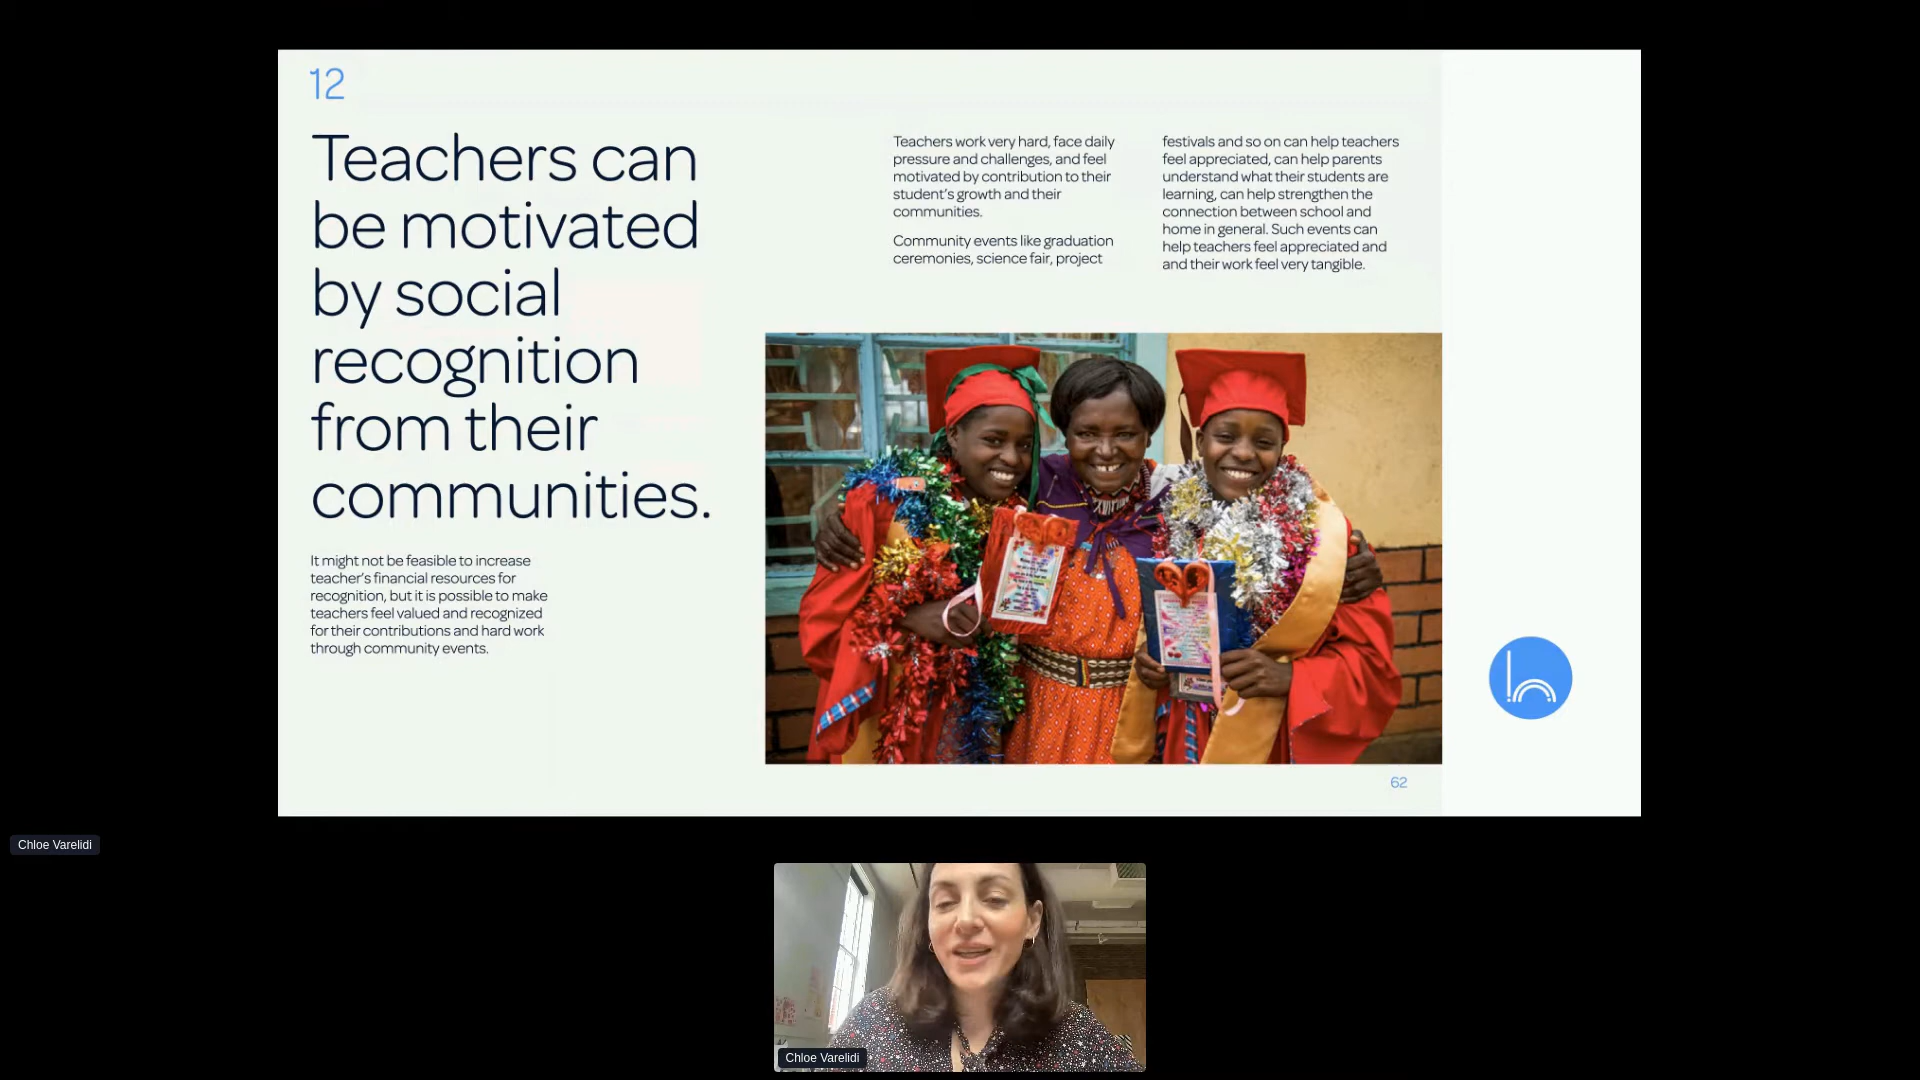 12
Teachers can
be motivated
by social
recognition
from their
communities.
It might not be feasible to increase
teacher's financial resources for
recognition, but it is possible to make
teachers feel valued and recognized
for their contributions and hard work
through community events.
Teachers work very hard, face daily
pressure and challenges, and feel
motivated by contribution to their
student's growth and their
communities.
Community events like graduation
ceremonies, science fair, project
festivals and so on can help teachers
feel appreciated, can help parents
understand what their students are
learning, can help strengthen the
connection between school and
home in general. Such events can
help teachers feel appreciated and
and their work feel very tangible.
62
Chloe Varelidi
Chloe Varelidi